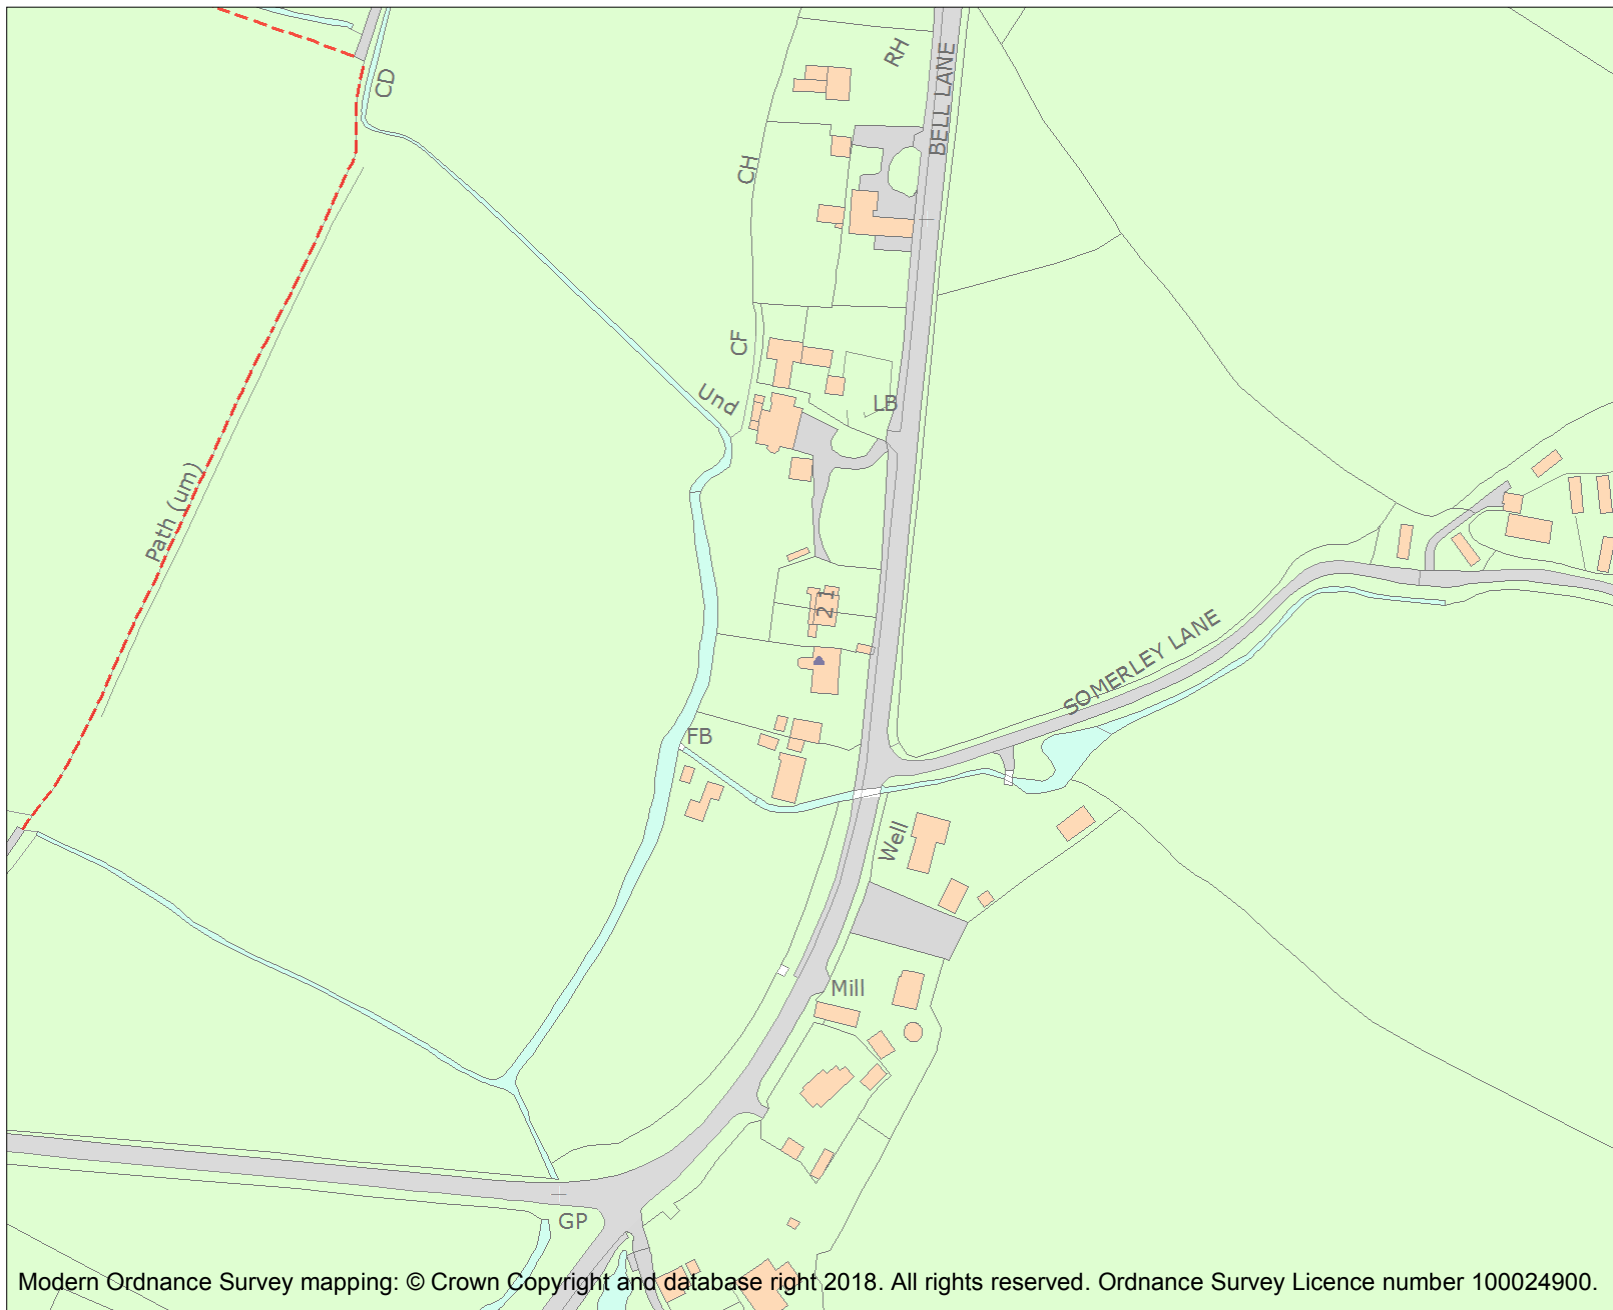 RH
BELL LANE
CD
CH
CF
Und
LB
Path (um)
21
SOMERLEY LANE
FB
Well
Mill
GP
Modern Ordnance Survey mapping: © Crown Copyright and database right 2018. All rights reserved. Ordnance Survey Licence number 100024900.